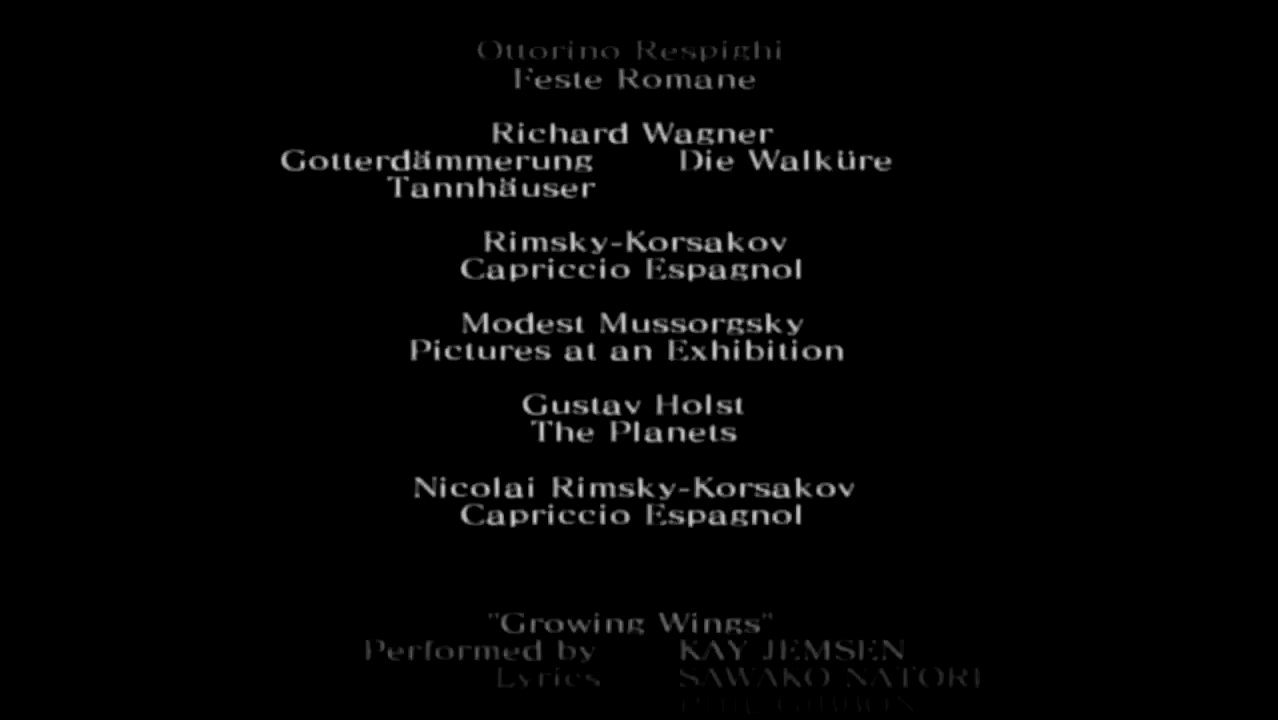 Ottorino Respighi
Feste Romane
Richard Wagner
Gotterdämmerung Die Walküre
Tannhäuser
Rimsky-Korsakov
Capriccio Espagnol
Modest Mussorgsky
Pictures at an Exhibition
Gustav Holst
The Planets
Nicolai Rimsky-Korsakov
Capriccio Espagnol
"Growing Wings"
Performed by KAY JEMSEN
Lyrics SAWAKO NATORI